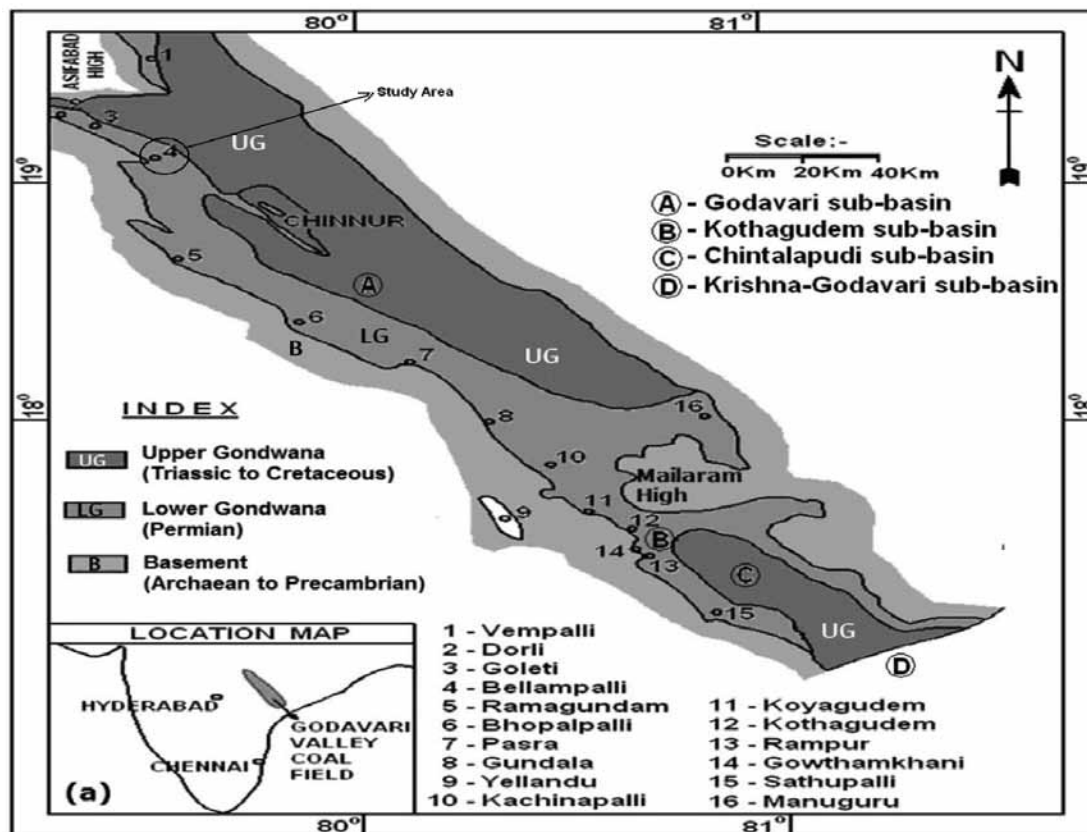 80° 81°
ASIFABAD
HIGH
1
Study Area
N
3
4
UG
Scale:-
0Km 20Km 40Km
19° 19°
A - Godavari sub-basin
B - Kothagudem sub-basin
C - Chintalapudi sub-basin
D - Krishna-Godavari sub-basin
CHINNUR
5
A
6
B
LG
7
UG
18° 18°
INDEX
UG Upper Gondwana
(Triassic to Cretaceous)
LG Lower Gondwana
(Permian)
B Basement
(Archaean to Precambrian)
8
16
10
Mailaram
High
9
11
12
B
14
13
C
15
UG
D
LOCATION MAP
HYDERABAD
GODAVARI
VALLEY
COAL
FIELD
CHENNAI
(a)
1 - Vempalli
2 - Dorli
3 - Goleti
4 - Bellampalli
5 - Ramagundam
6 - Bhopalpalli
7 - Pasra
8 - Gundala
9 - Yellandu
10 - Kachinapalli
11 - Koyagudem
12 - Kothagudem
13 - Rampur
14 - Gowthamkhani
15 - Sathupalli
16 - Manuguru
80° 81°